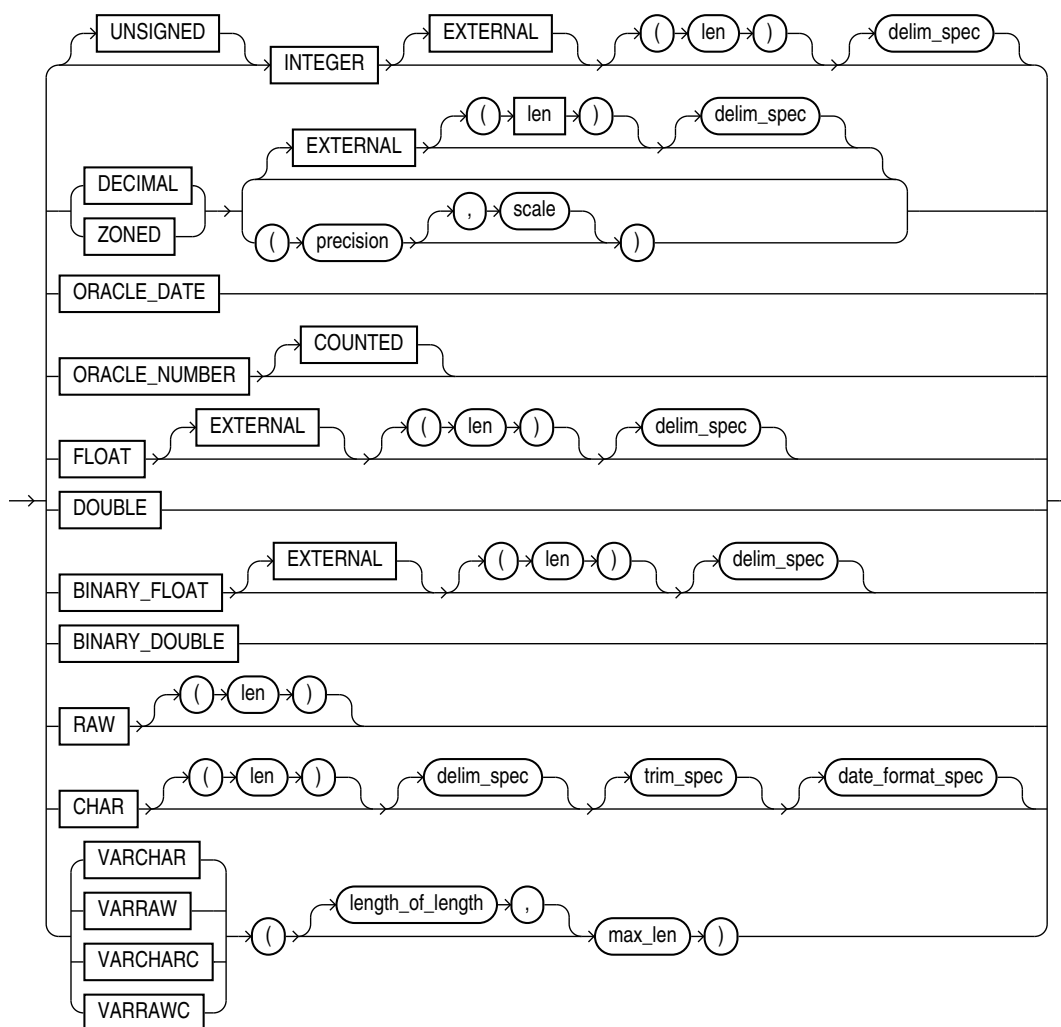 UNSIGNED INTEGER EXTERNAL ( len ) delim_spec
EXTERNAL ( len ) delim_spec
DECIMAL
ZONED
( precision , scale )
ORACLE_DATE
ORACLE_NUMBER COUNTED
FLOAT EXTERNAL ( len ) delim_spec
DOUBLE
BINARY_FLOAT EXTERNAL ( len ) delim_spec
BINARY_DOUBLE
RAW ( len )
CHAR ( len ) delim_spec trim_spec date_format_spec
VARCHAR
VARRAW
VARCHARC
VARRAWC
( length_of_length , max_len )